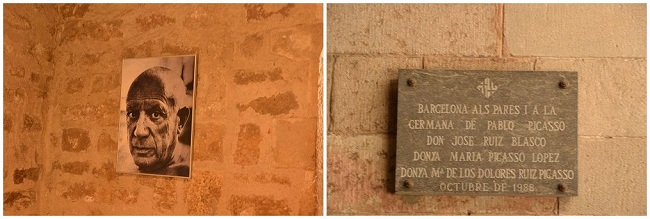 BARCELONA ALS PARES I A LA
GERMANA DE PABLO PICASSO
DON JOSE RUIZ BLASCO
DONYA MARIA PICASSO LOPEZ
DONYA Mª DE LOS DOLORES RUIZ PICASSO
OCTUBRE DE 1988